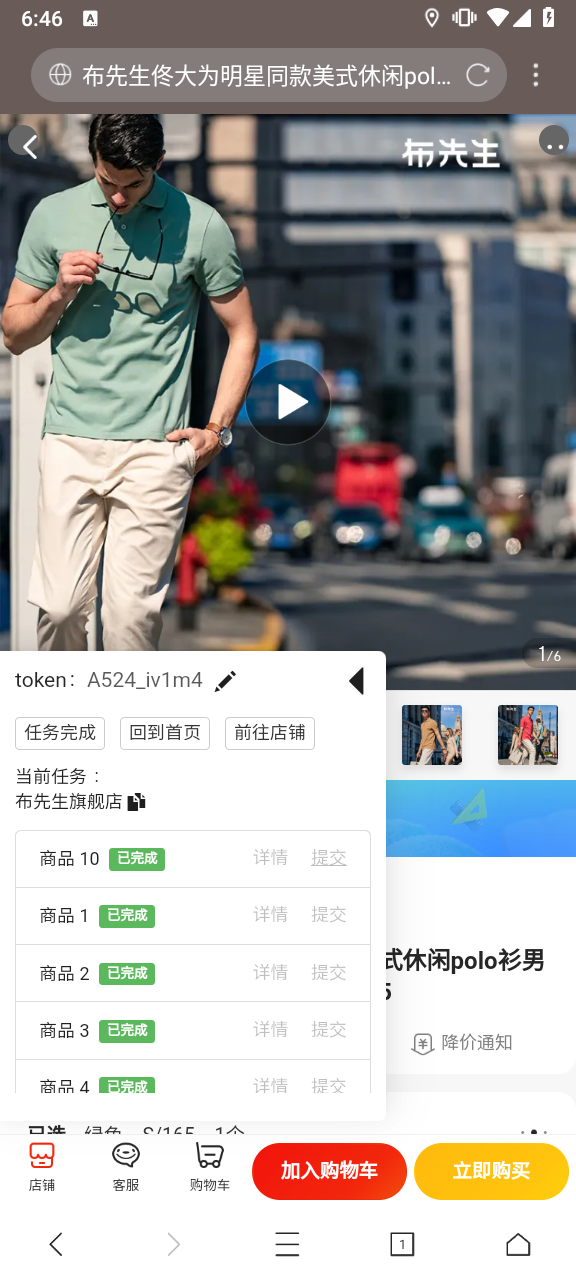 6:46
A
布先生佟大为明星同款美式休闲pol...
布先生
1/6
token: A524_iv1m4
任务完成 回到首页 前往店铺
当前任务：
布先生旗舰店
商品 10 已完成 详情 提交
商品 1 已完成 详情 提交
商品 2 已完成 详情 提交
商品 3 已完成 详情 提交
商品 4 已完成 详情 提交
式休闲polo衫男
5
降价通知
已选 绿色 S/165 1个
店铺 客服 购物车 加入购物车 立即购买
1